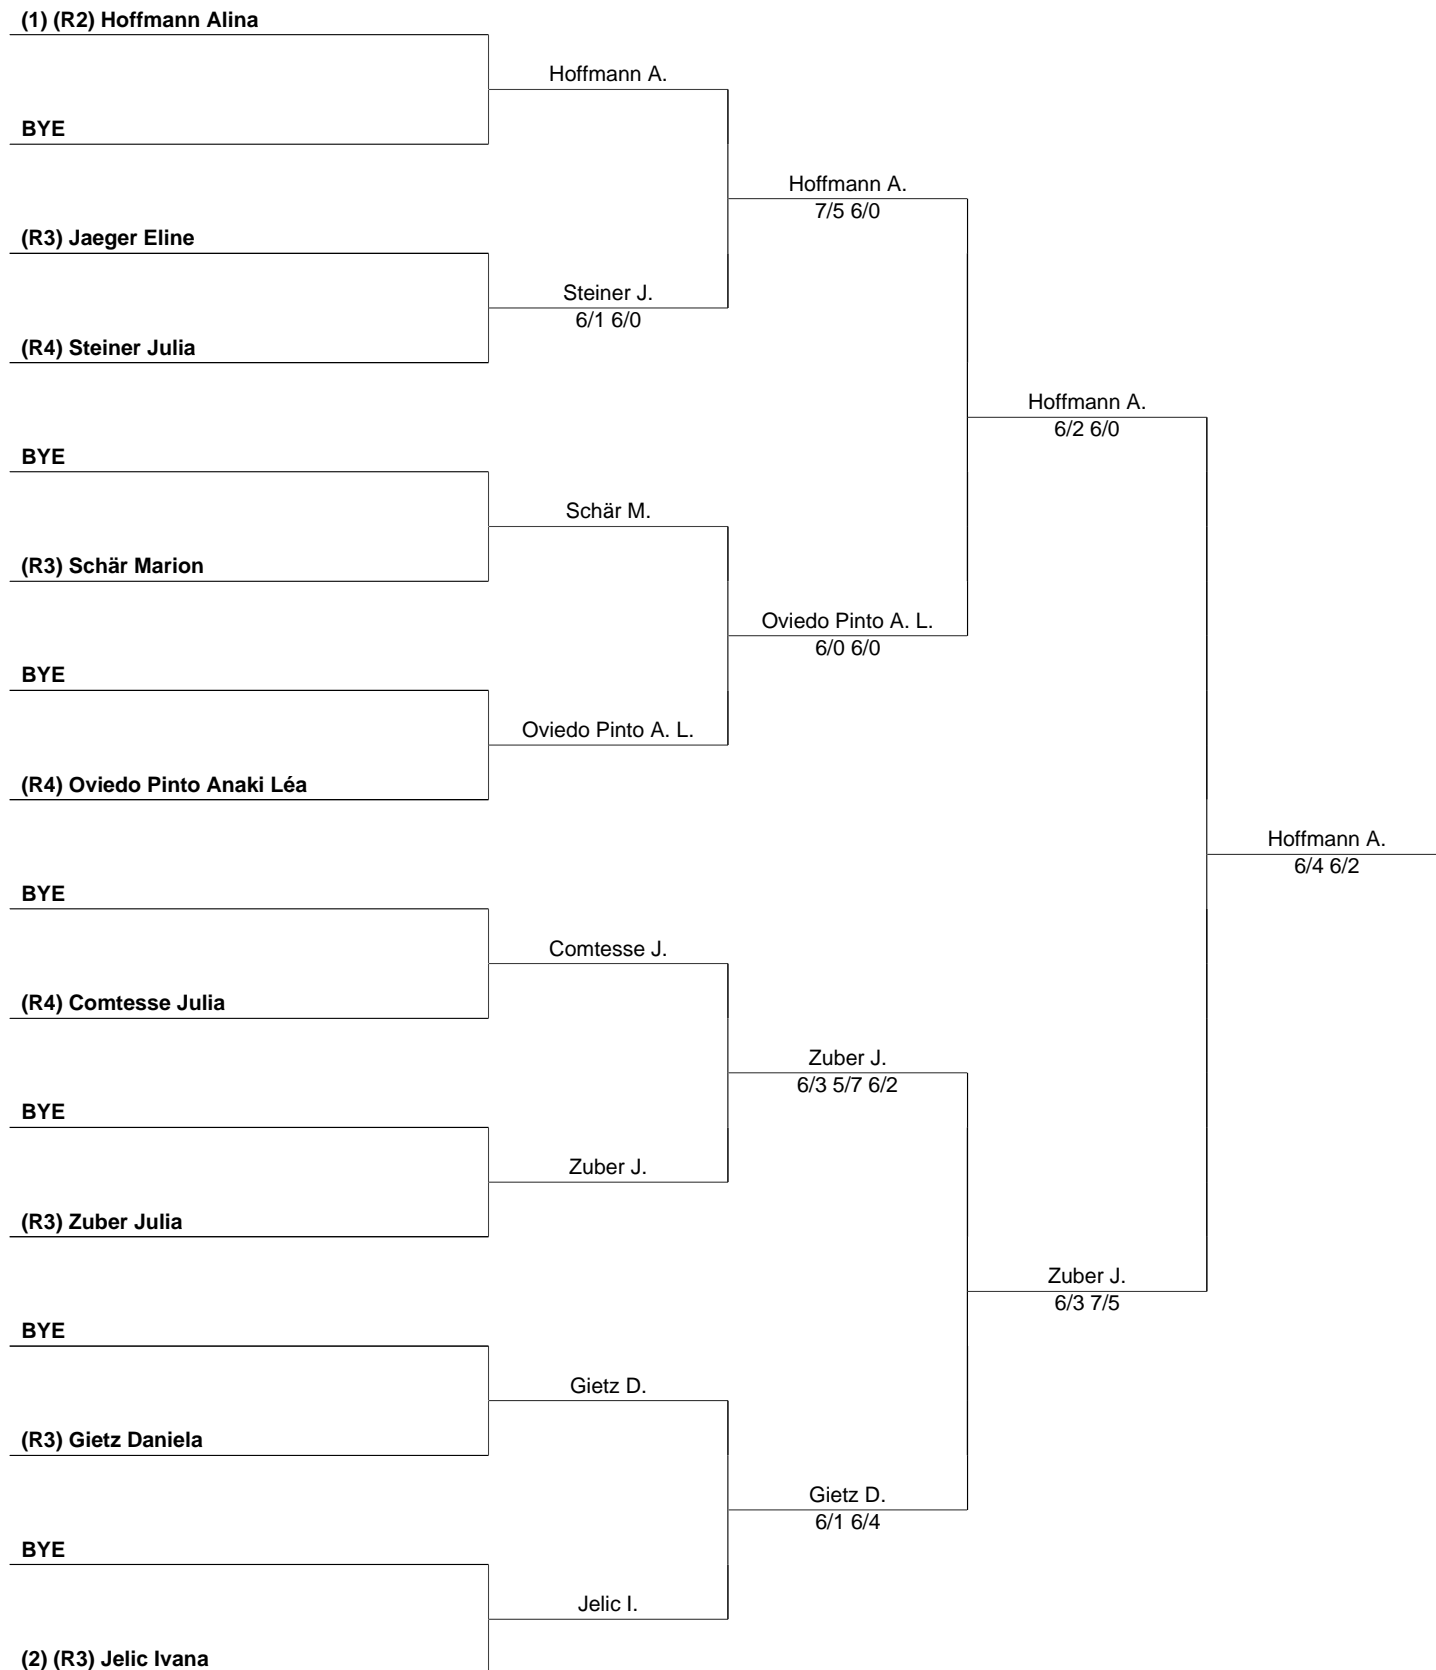 (1) (R2) Hoffmann Alina
Hoffmann A.
BYE
Hoffmann A.
7/5 6/0
(R3) Jaeger Eline
Steiner J.
6/1 6/0
(R4) Steiner Julia
Hoffmann A.
6/2 6/0
BYE
Schär M.
(R3) Schär Marion
Oviedo Pinto A. L.
6/0 6/0
BYE
Oviedo Pinto A. L.
(R4) Oviedo Pinto Anaki Léa
Hoffmann A.
6/4 6/2
BYE
Comtesse J.
(R4) Comtesse Julia
Zuber J.
6/3 5/7 6/2
BYE
Zuber J.
(R3) Zuber Julia
Zuber J.
6/3 7/5
BYE
Gietz D.
(R3) Gietz Daniela
Gietz D.
6/1 6/4
BYE
Jelic I.
(2) (R3) Jelic Ivana